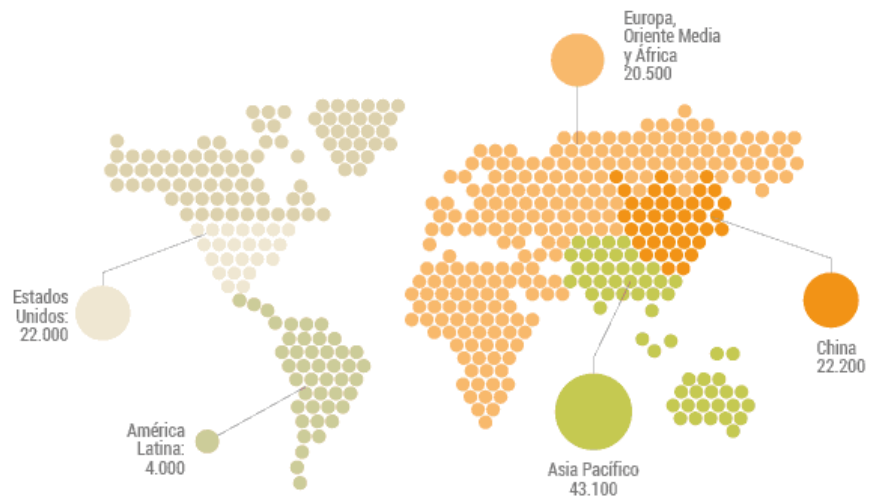 Europa,
Oriente Media
y África
20.500
Estados
Unidos:
22.000
China
22.200
América
Latina:
4.000
Asia Pacífico
43.100